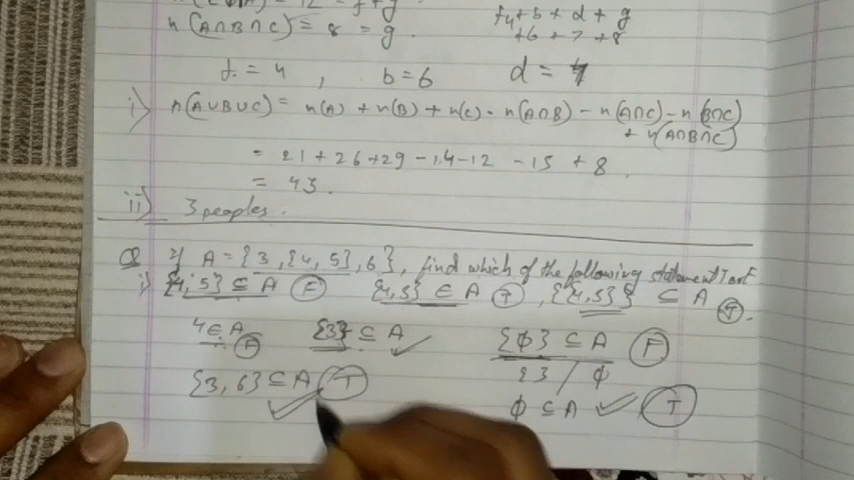 n(A∩B∩C) = 8 = g.
+6 + 7 + 8
f = 4 , b = 6 d = 7
i) n(A∪B∪C) = n(A) + n(B) + n(C) - n(A∩B) - n(A∩C) - n(B∩C)
+ n(A∩B∩C)
= 21 + 26 + 29 - 14 - 12 - 15 + 8
= 43.
ii) 3 peoples.
Q If A = {3, {4, 5}, 6}, find which of the following statement T or F
i) {4, 5} ⊆ A (F) {4,5} ∈ A (T) , {{4,5}} ⊆ A (T).
4 ∈ A (F) {3} ⊆ A ✓ {ϕ} ⊆ A (F)
{ } / ϕ
{3, 6} ⊆ A (T) ✓
ϕ ⊆ A ✓ (T)